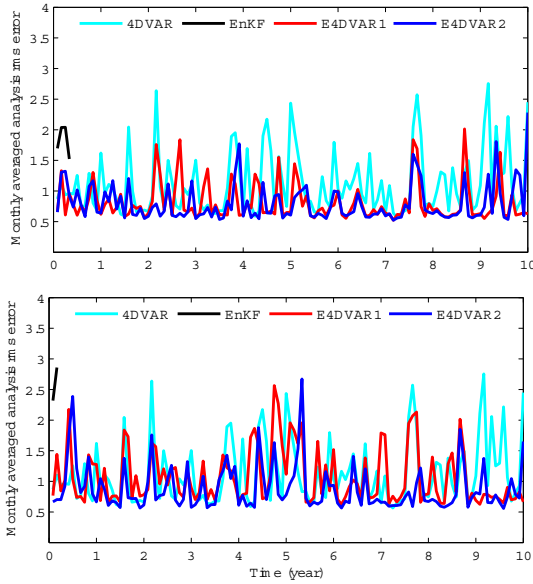 4
4DVAR EnKF E4DVAR1 E4DVAR2
3.5
3
2.5
2
1.5
1
0.5
Monthly averaged analysis rms error
0 1 2 3 4 5 6 7 8 9 10
4
4DVAR EnKF E4DVAR1 E4DVAR2
3.5
3
2.5
2
1.5
1
0.5
Monthly averaged analysis rms error
0 1 2 3 4 5 6 7 8 9 10
Time (year)